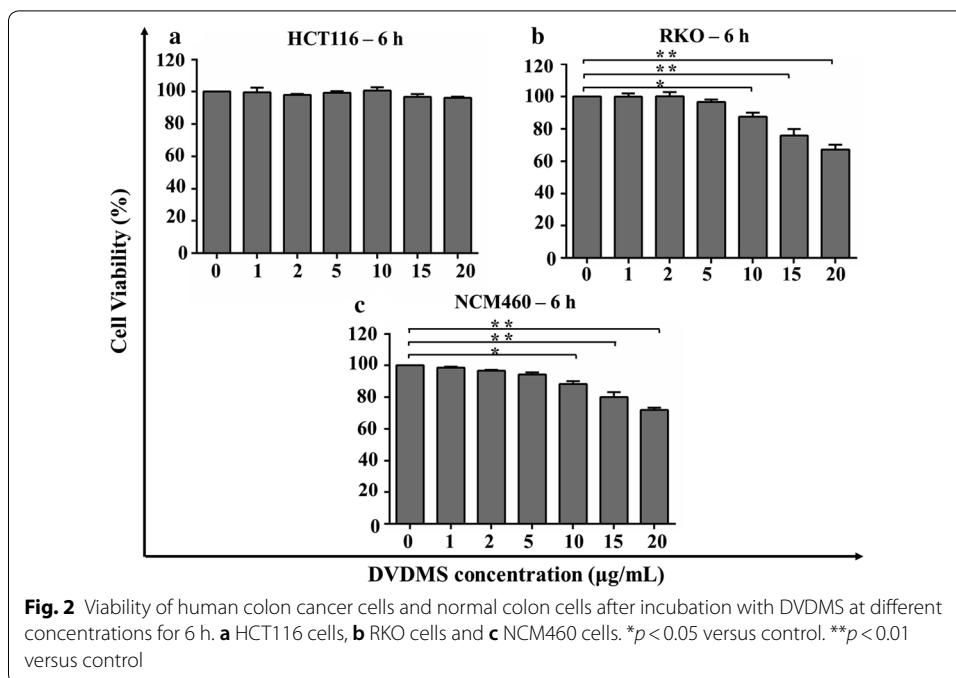 a
HCT116 – 6 h
120
100
80
60
40
20
0
0 1 2 5 10 15 20
b
RKO – 6 h
**
**
*
120
100
80
60
40
20
0
0 1 2 5 10 15 20
c
NCM460 – 6 h
**
**
*
120
100
80
60
40
20
0
0 1 2 5 10 15 20
Cell Viability (%)
DVDMS concentration (µg/mL)
Fig. 2 Viability of human colon cancer cells and normal colon cells after incubation with DVDMS at different
concentrations for 6 h. a HCT116 cells, b RKO cells and c NCM460 cells. *p < 0.05 versus control. **p < 0.01
versus control